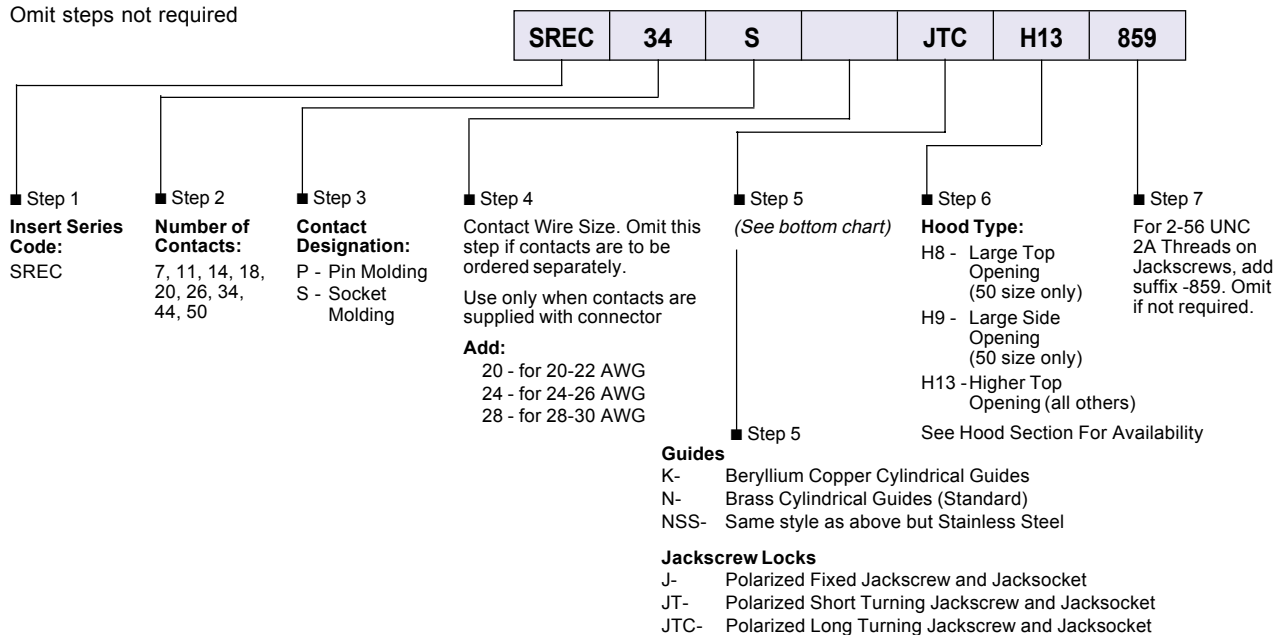 Omit steps not required
SREC 34 S JTC H13 859
■ Step 1
Insert Series
Code:
SREC
■ Step 2
Number of
Contacts:
7, 11, 14, 18,
20, 26, 34,
44, 50
■ Step 3
Contact
Designation:
P - Pin Molding
S - Socket
Molding
■ Step 4
Contact Wire Size. Omit this
step if contacts are to be
ordered separately.
Use only when contacts are
supplied with connector
Add:
20 - for 20-22 AWG
24 - for 24-26 AWG
28 - for 28-30 AWG
■ Step 5
(See bottom chart)
■ Step 6
Hood Type:
H8 - Large Top
Opening
(50 size only)
H9 - Large Side
Opening
(50 size only)
H13 -Higher Top
Opening (all others)
See Hood Section For Availability
■ Step 7
For 2-56 UNC
2A Threads on
Jackscrews, add
suffix -859. Omit
if not required.
■ Step 5
Guides
K- Beryllium Copper Cylindrical Guides
N- Brass Cylindrical Guides (Standard)
NSS- Same style as above but Stainless Steel
Jackscrew Locks
J- Polarized Fixed Jackscrew and Jacksocket
JT- Polarized Short Turning Jackscrew and Jacksocket
JTC- Polarized Long Turning Jackscrew and Jacksocket